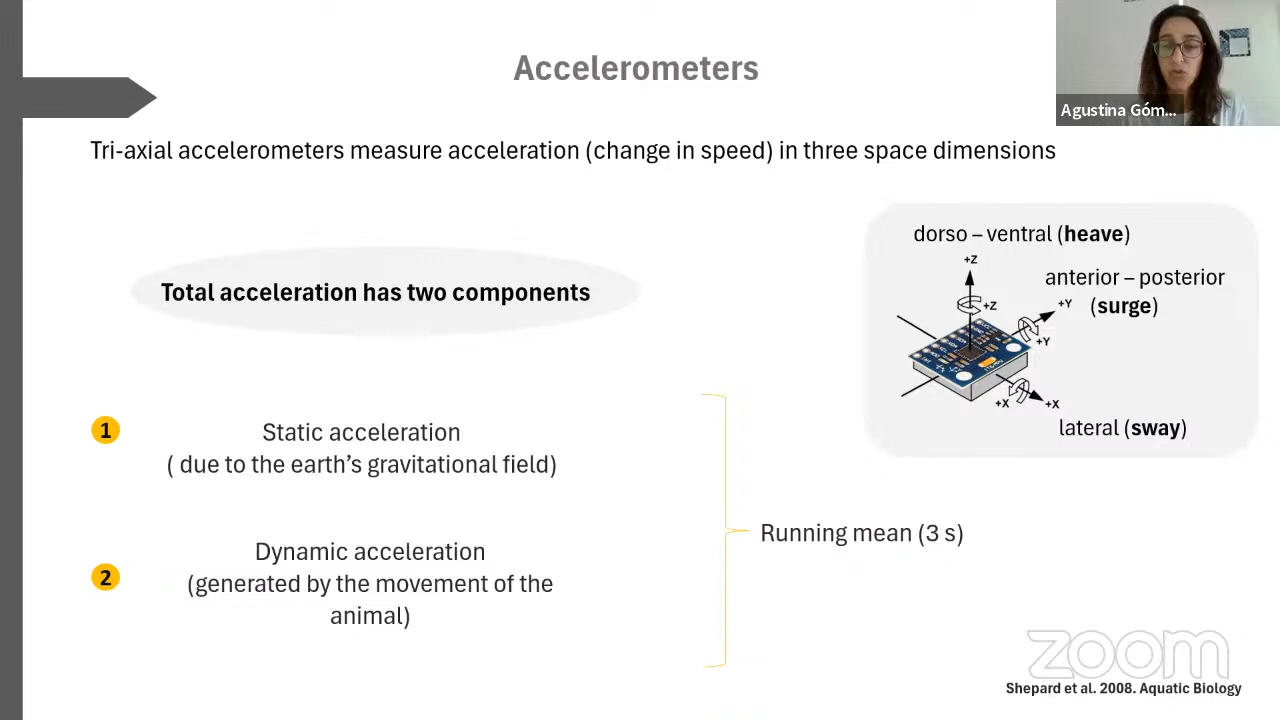 Accelerometers
Agustina Góm...
Tri-axial accelerometers measure acceleration (change in speed) in three space dimensions
dorso – ventral (heave)
+Z
anterior – posterior
(surge)
+Y
+Z
+Y
+X
+X
lateral (sway)
Total acceleration has two components
1
Static acceleration
( due to the earth’s gravitational field)
2
Dynamic acceleration
(generated by the movement of the
animal)
Running mean (3 s)
zoom
Shepard et al. 2008. Aquatic Biology